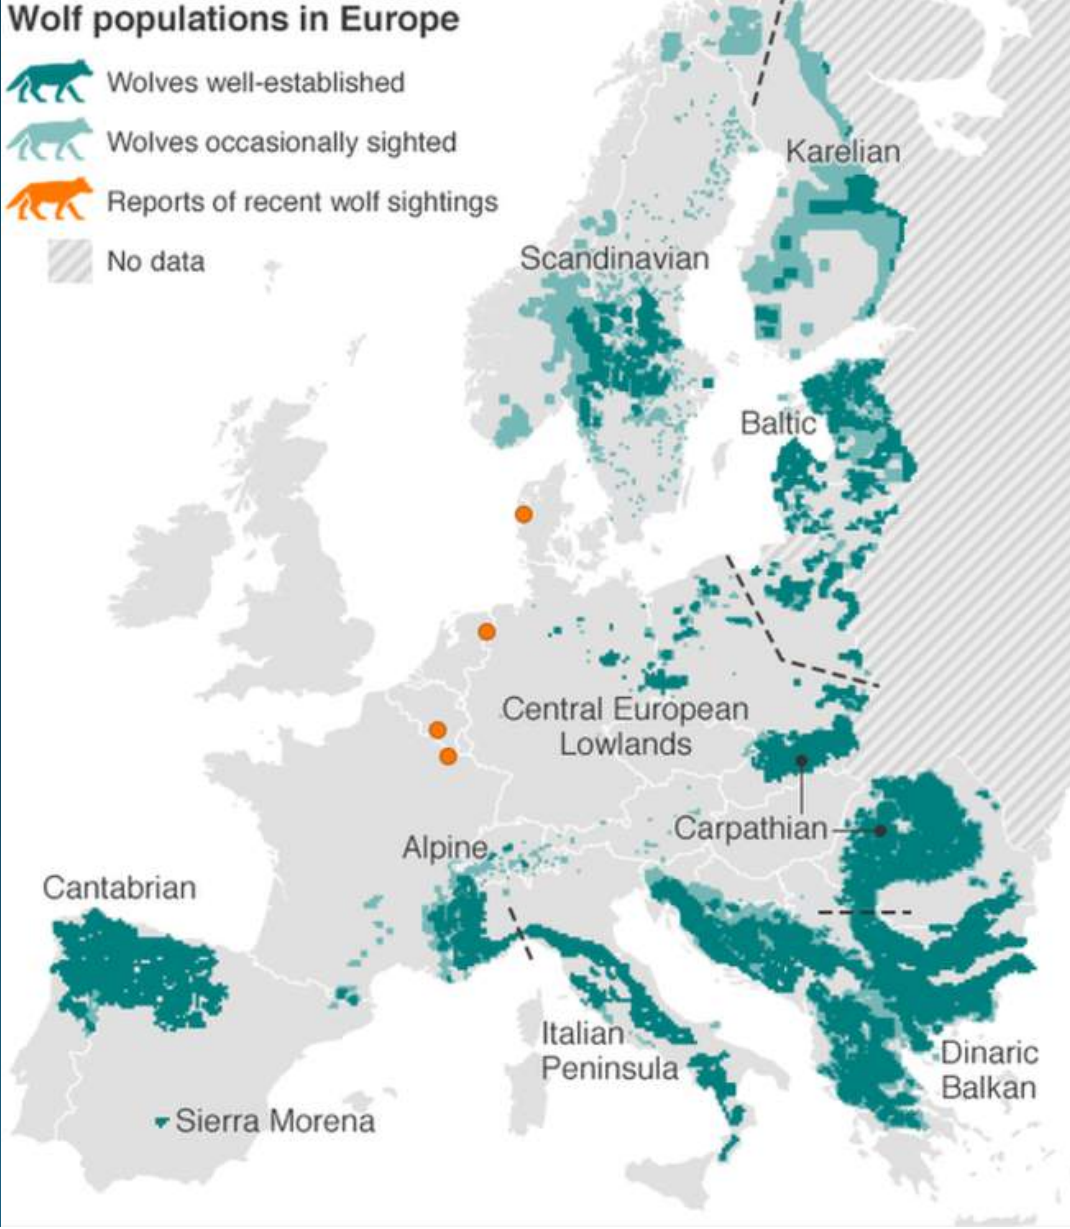 Wolf populations in Europe
Wolves well-established
Wolves occasionally sighted
Reports of recent wolf sightings
No data
Karelian
Scandinavian
Baltic
Central European
Lowlands
Carpathian
Alpine
Cantabrian
Italian
Peninsula
Dinaric
Balkan
Sierra Morena